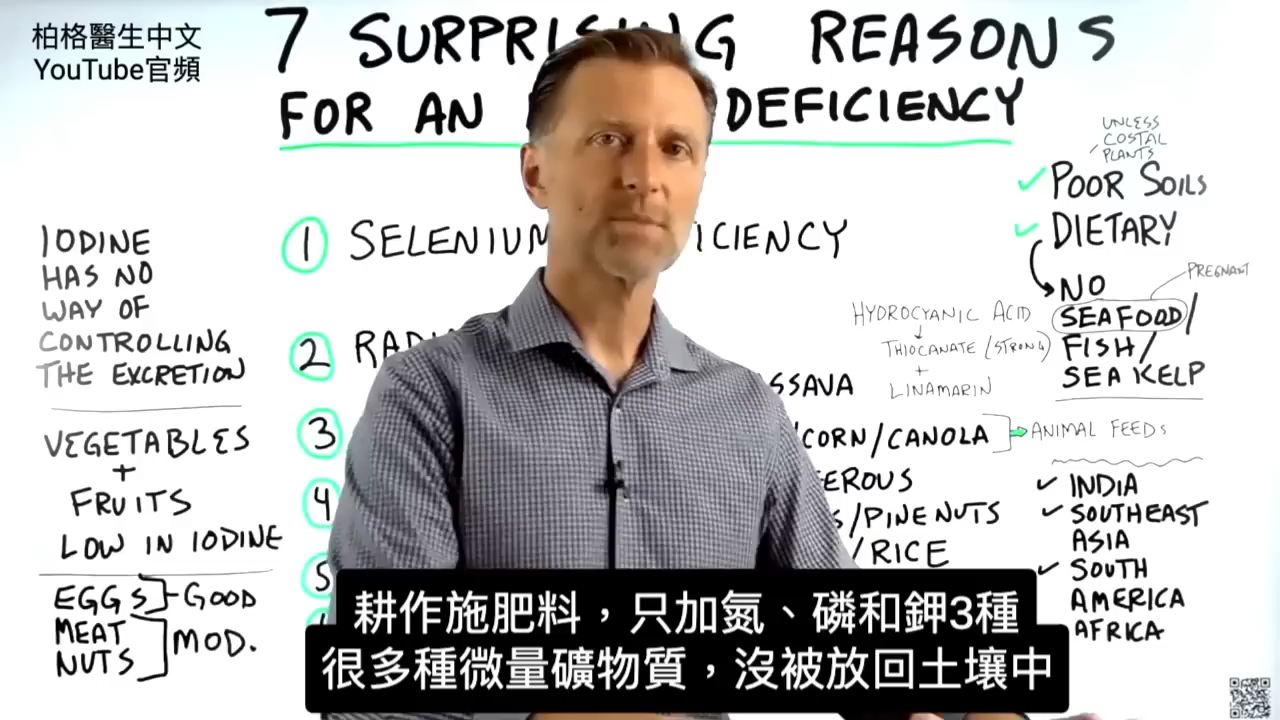 柏格醫生中文
YouTube官頻
7 SURPRISING REASONS
FOR AN DEFICIENCY
UNLESS
COSTAL
PLANTS
✓ POOR SOILS
✓ DIETARY
NO
SEAFOOD/
FISH/
SEA KELP
PREGNANT
IODINE
HAS NO
WAY OF
CONTROLLING
THE EXCRETION
VEGETABLES
+
FRUITS
LOW IN IODINE
EGGS - GOOD
MEAT
NUTS
MOD.
1 SELENIUM
2
3
4
5
HYDROCYANIC ACID
THIOCANATE / (STRONG)
+
LINAMARIN
/CORN/CANOLA
ANIMAL FEEDS
/PINE NUTS
/RICE
✓ INDIA
✓ SOUTHEAST
ASIA
✓ SOUTH
AMERICA
AFRICA
耕作施肥料，只加氮、磷和鉀3種
很多種微量礦物質，沒被放回土壤中